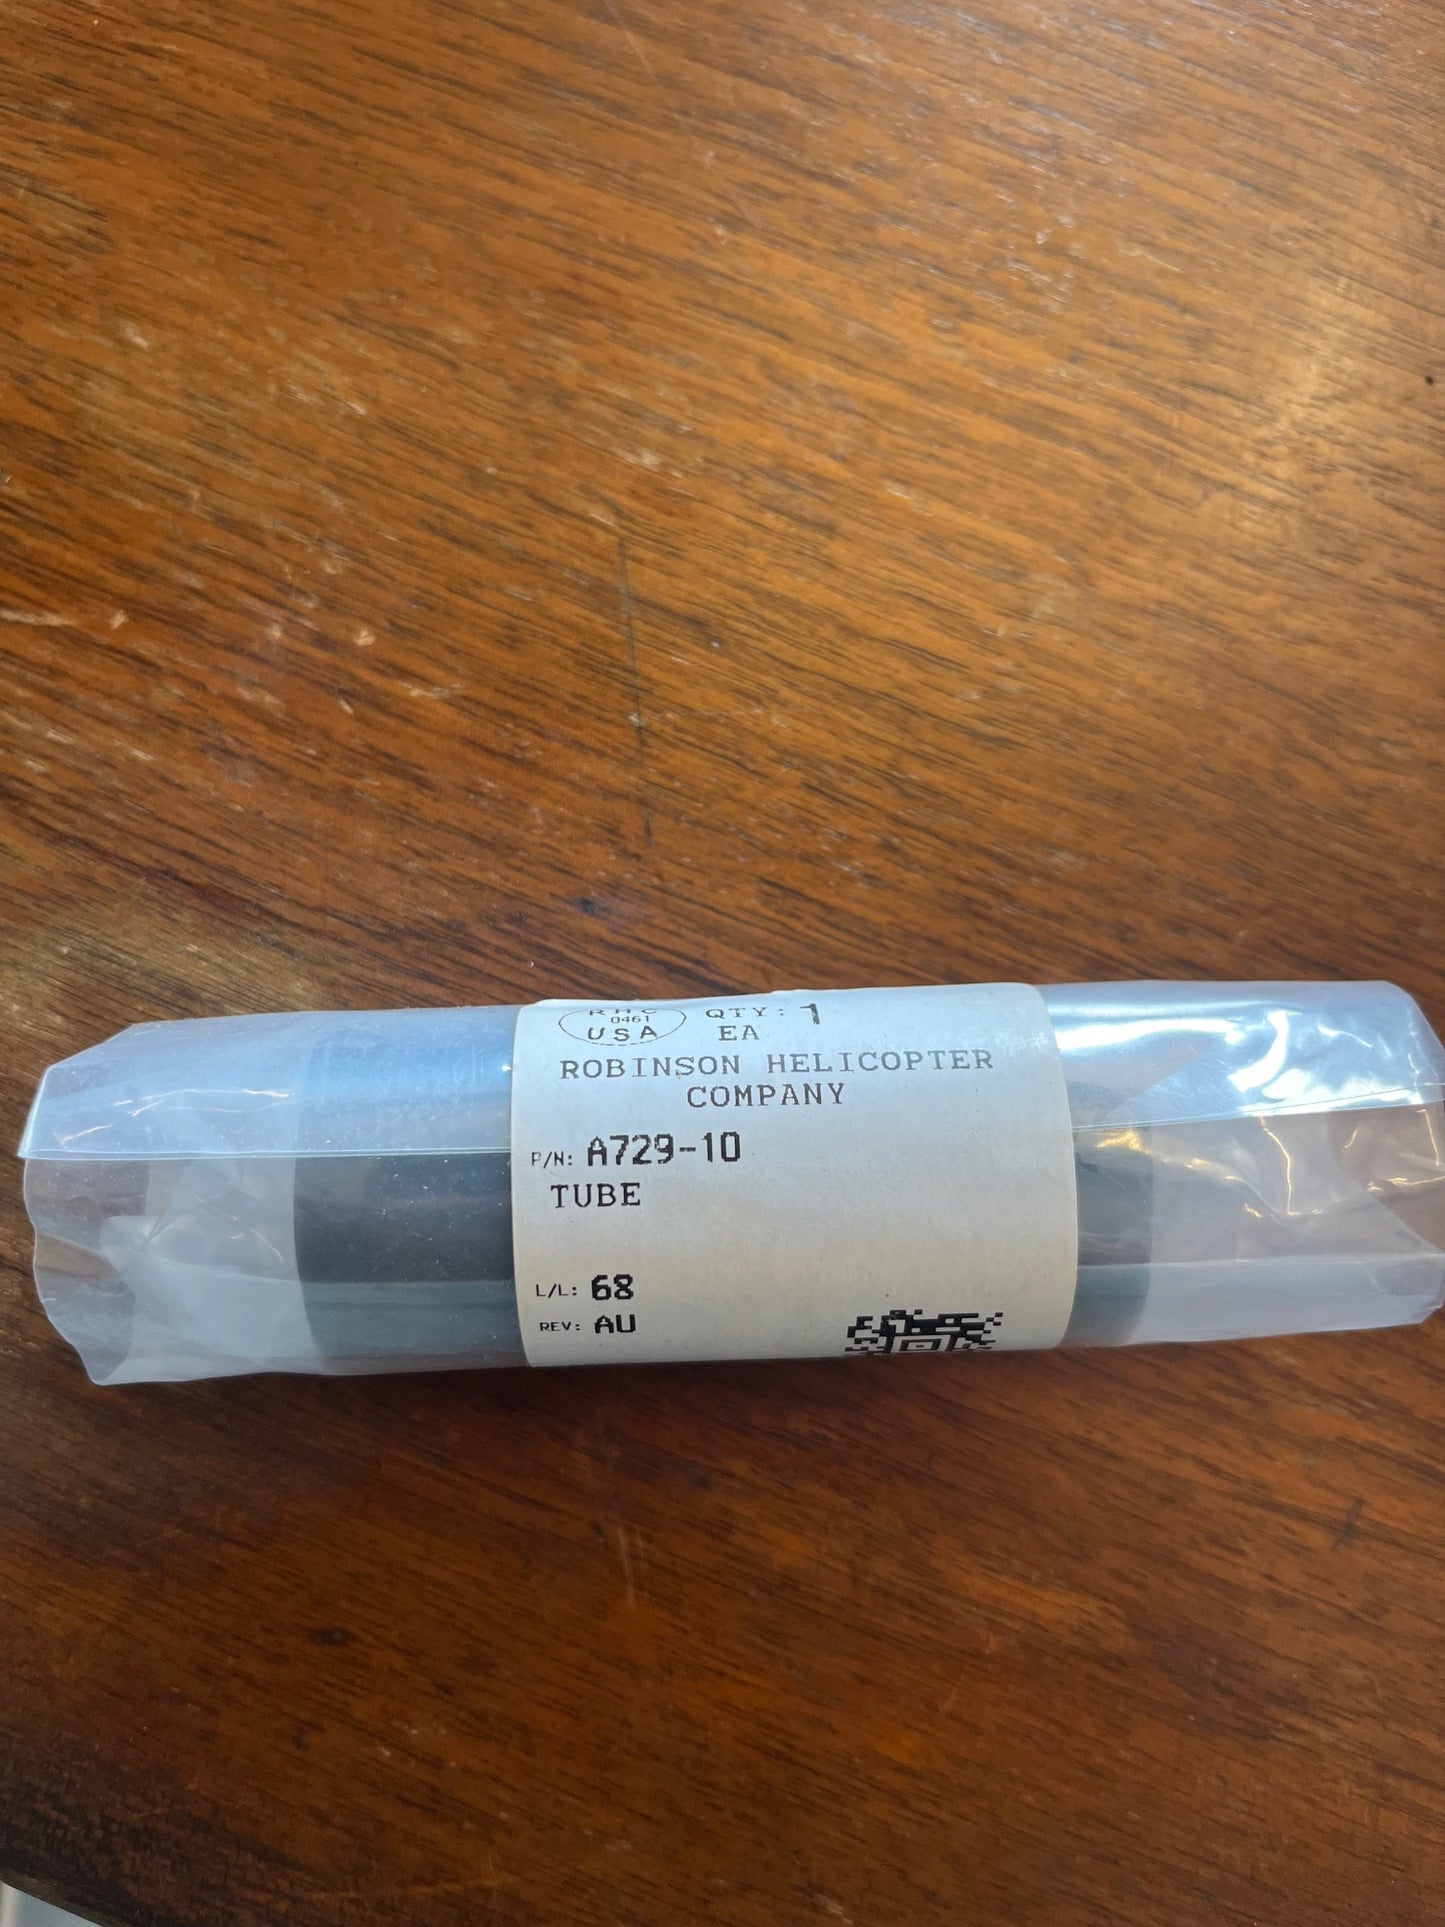 RHC
0461
USA
QTY: 1
EA
ROBINSON HELICOPTER
COMPANY
P/N: A729-10
TUBE
L/L: 68
REV: AU